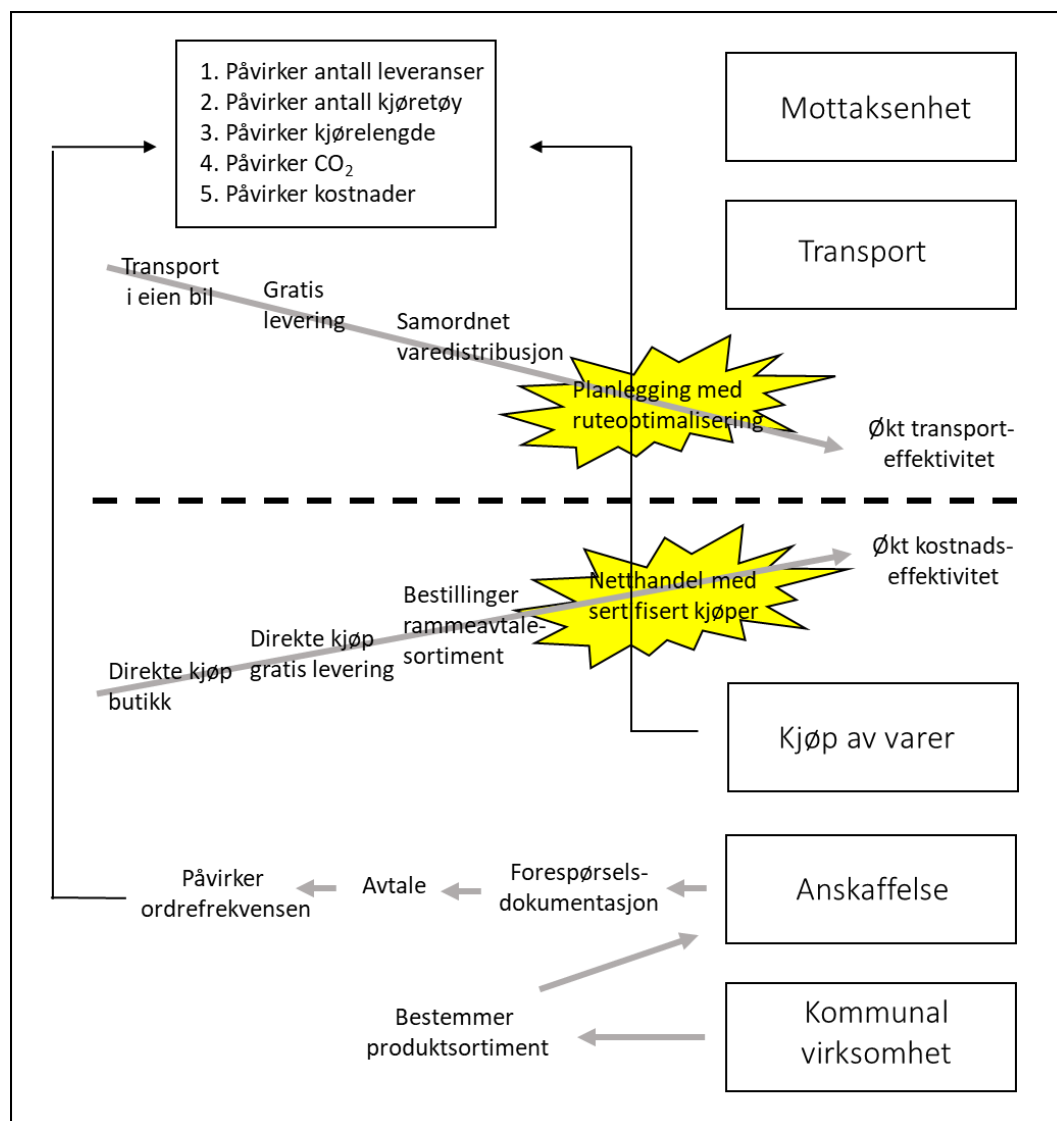 1. Påvirker antall leveranser
2. Påvirker antall kjøretøy
3. Påvirker kjørelengde
4. Påvirker CO₂
5. Påvirker kostnader
Mottaksenhet
Transport
Transport
i eien bil
Gratis
levering
Samordnet
varedistribusjon
Planlegging med
ruteoptimalisering
Økt transport-
effektivitet
Økt kostnads-
effektivitet
Netthandel med
sert fisert kjøper
Bestillinger
rammeavtale-
sortiment
Direkte kjøp
gratis levering
Direkte kjøp
butikk
Kjøp av varer
Påvirker
ordrefrekvensen
Avtale
Forespørsels-
dokumentasjon
Anskaffelse
Bestemmer
produktsortiment
Kommunal
virksomhet